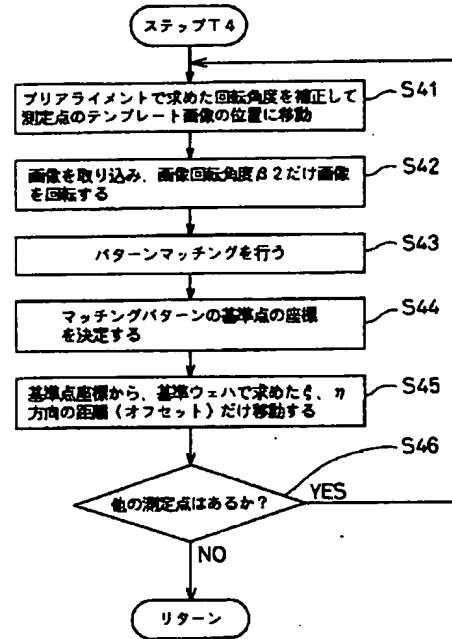 ステップT4
プリアライメントで求めた回転角度を補正して
測定点のテンプレート画像の位置に移動
S41
画像を取り込み、画像回転角度β2だけ画像
を回転する
S42
パターンマッチングを行う
S43
マッチングパターンの基準点の座標
を決定する
S44
基準点座標から、基準ウェハで求めたξ、η
方向の距離(オフセット)だけ移動する
S45
他の測定点はあるか?
S46
YES
NO
リターン